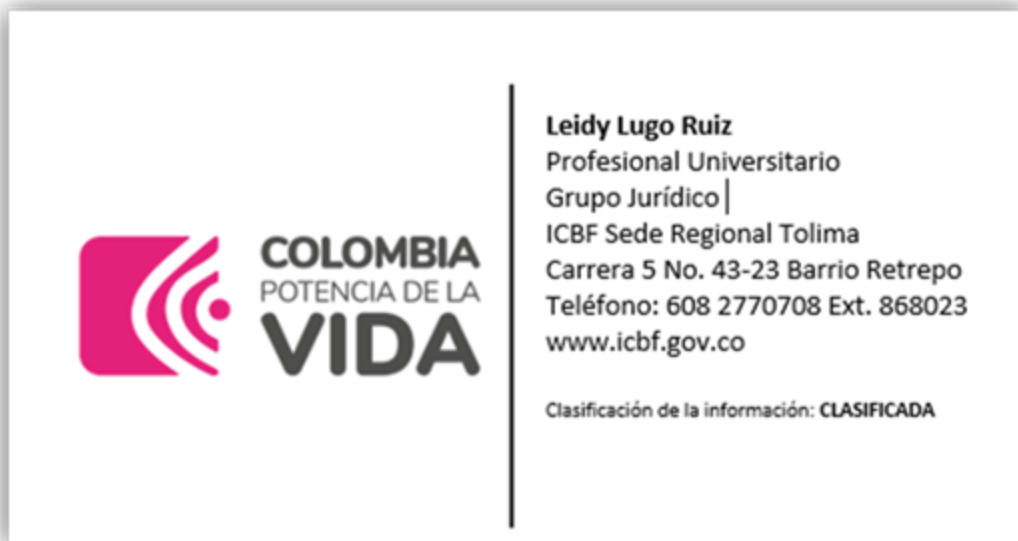 COLOMBIA
POTENCIA DE LA
VIDA
Leidy Lugo Ruiz
Profesional Universitario
Grupo Jurídico
ICBF Sede Regional Tolima
Carrera 5 No. 43-23 Barrio Retrepo
Teléfono: 608 2770708 Ext. 868023
www.icbf.gov.co
Clasificación de la información: CLASIFICADA